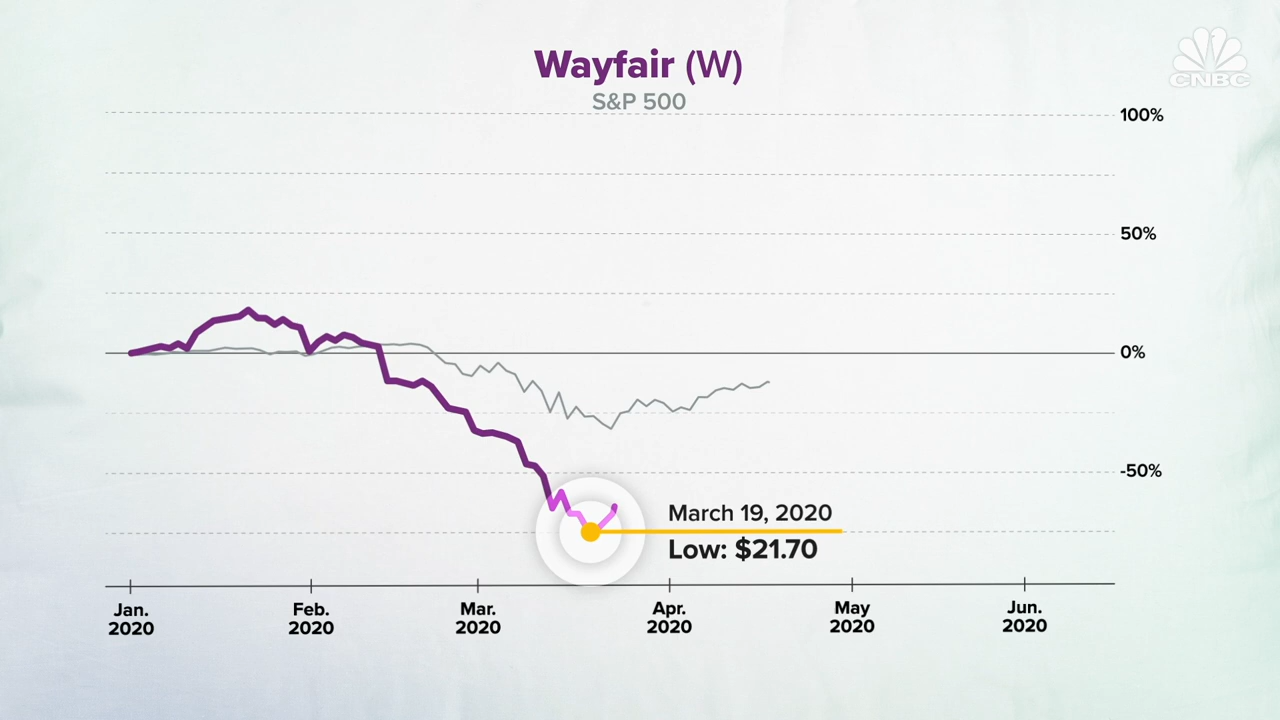 Wayfair (W)
S&P 500
CNBC
100%
50%
0%
-50%
March 19, 2020
Low: $21.70
Jan.
2020
Feb.
2020
Mar.
2020
Apr.
2020
May
2020
Jun.
2020